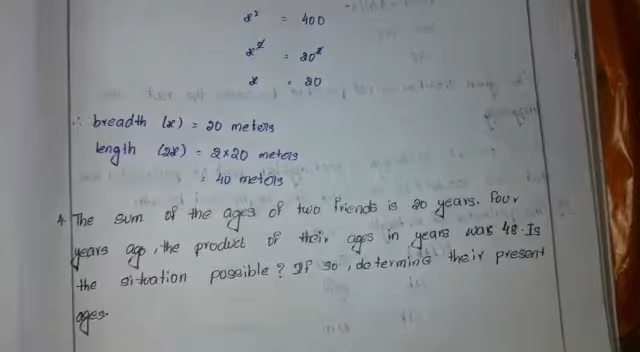 x² = 400
x² = 20²
x = 20
∴ breadth (x) = 20 meters
length (2x) = 2×20 meters
= 40 meters
4. The sum of the ages of two friends is 20 years. Four
years ago, the product of their ages in years was 48. Is
the situation possible? If so, determing their present
ages.